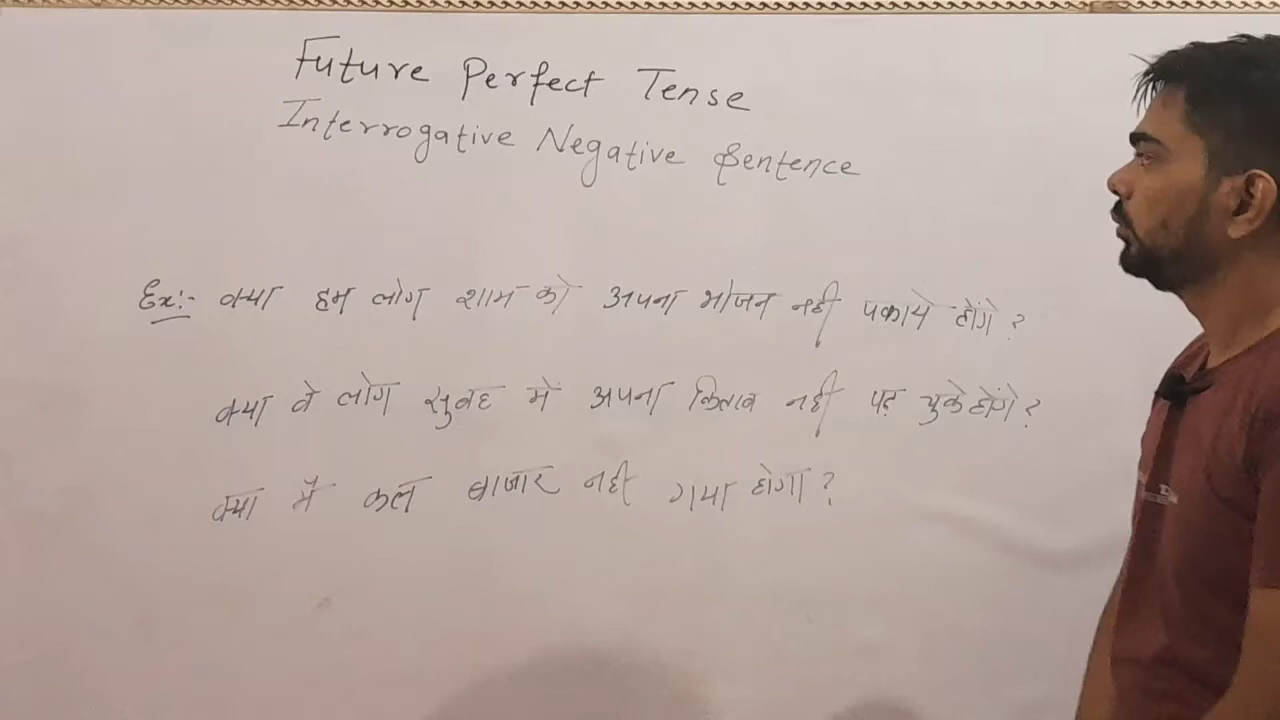 Future Perfect Tense
Interrogative Negative Sentence
Ex:- क्या हम लोग शाम को अपना भोजन नही पकाये होंगे ?
क्या वे लोग सुबह में अपना किताब नही पढ़ चुके होंगे ?
क्या मैं कल बाजार नही गया होगा ?